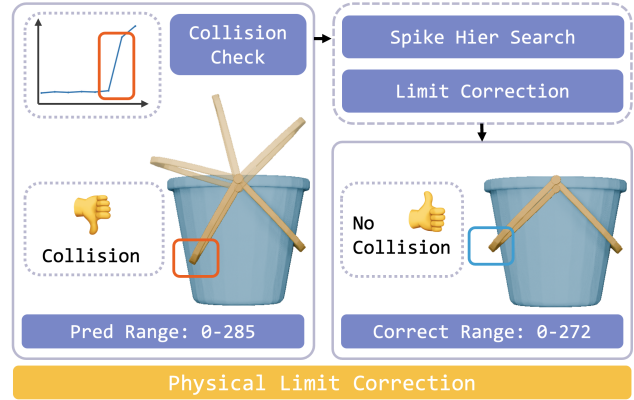 Collision
Check
Spike Hier Search
Limit Correction
Collision
No
Collision
Pred Range: 0-285
Correct Range: 0-272
Physical Limit Correction